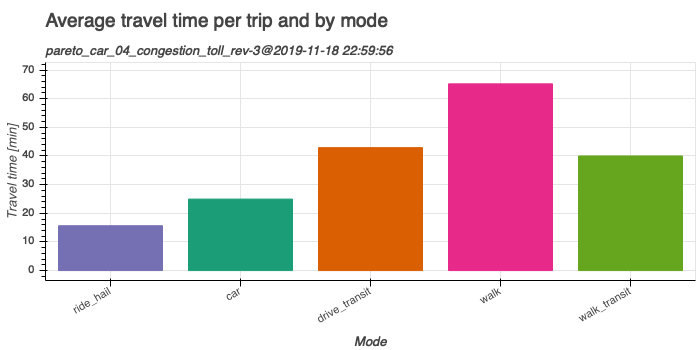 Average travel time per trip and by mode
pareto_car_04_congestion_toll_rev-3@2019-11-18 22:59:56
Travel time [min]
70
60
50
40
30
20
10
0
ride_hail
car
drive_transit
walk
walk_transit
Mode